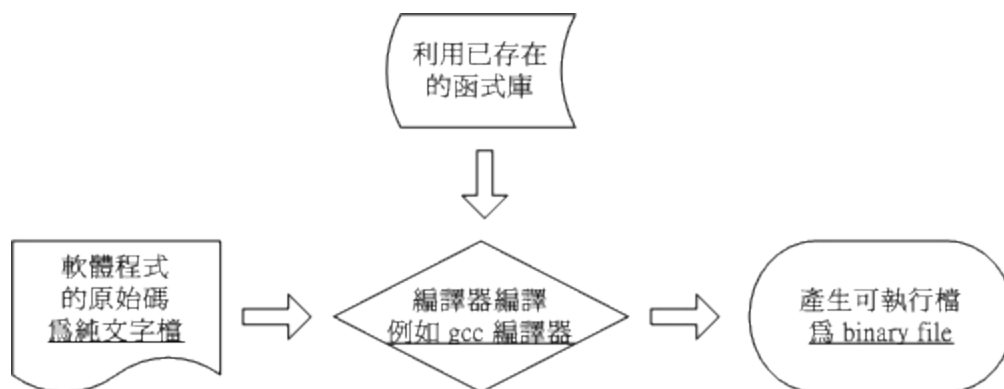 利用已存在
的函式庫
軟體程式
的原始碼
為純文字檔
編譯器編譯
例如 gcc 編譯器
產生可執行檔
為 binary file